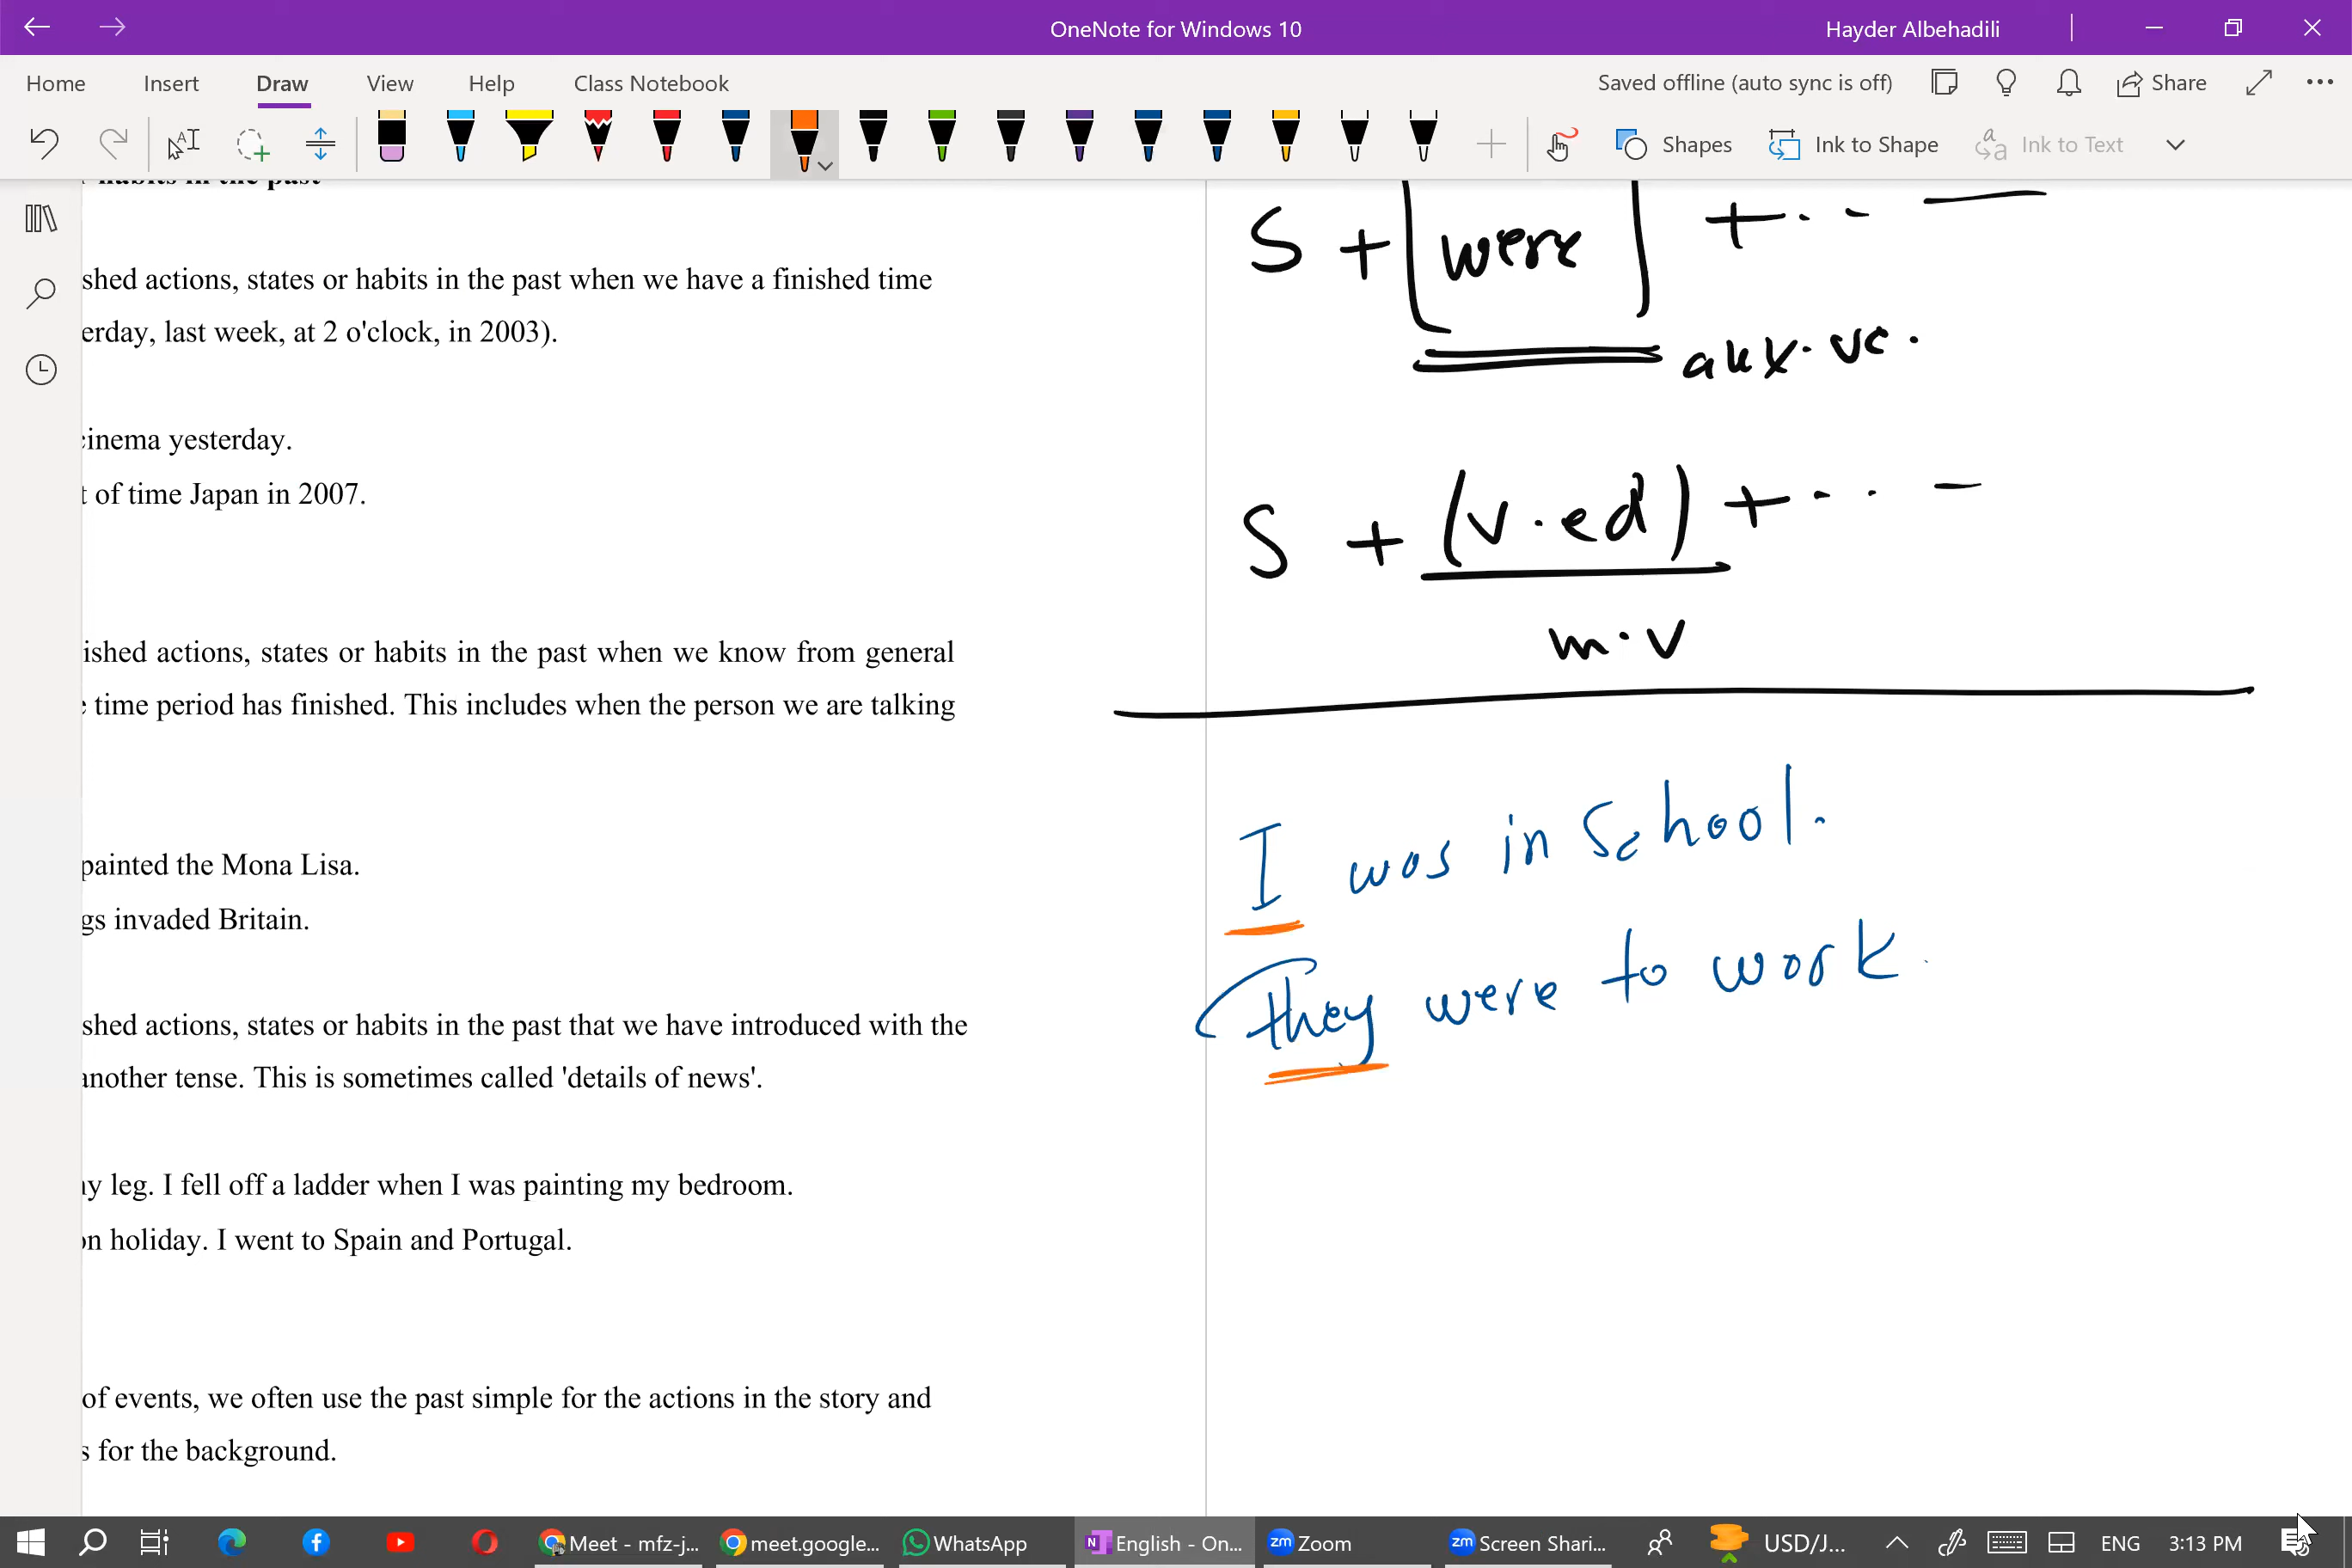 OneNote for Windows 10
Hayder Albehadili
Home Insert Draw View Help Class Notebook
Saved offline (auto sync is off) Share
Shapes Ink to Shape Ink to Text
habits in the past
shed actions, states or habits in the past when we have a finished time
erday, last week, at 2 o'clock, in 2003).
cinema yesterday.
t of time Japan in 2007.
ished actions, states or habits in the past when we know from general
e time period has finished. This includes when the person we are talking
painted the Mona Lisa.
gs invaded Britain.
shed actions, states or habits in the past that we have introduced with the
another tense. This is sometimes called 'details of news'.
y leg. I fell off a ladder when I was painting my bedroom.
on holiday. I went to Spain and Portugal.
of events, we often use the past simple for the actions in the story and
s for the background.
S + [were] + .. -
aux. ve.
S + (v.ed) + .. -
m.v
I was in School.
they were to work.
Meet - mfz-j... meet.google... WhatsApp English - On... Zoom Screen Shari... USD/J... ENG 3:13 PM